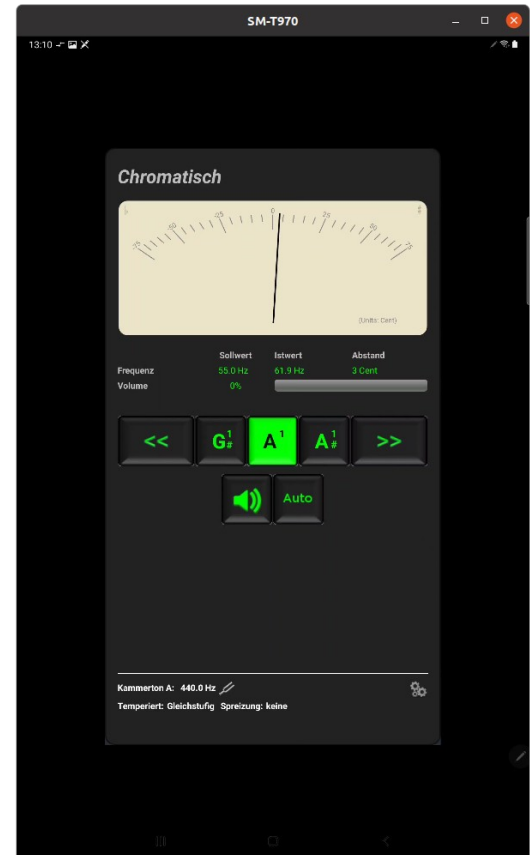 SM-T970
13:10
Chromatisch
-75 -50 -25 0 25 50 75
(Units: Cent)
Sollwert Istwert Abstand
Frequenz 55.0 Hz 61.9 Hz 3 Cent
Volume 0%
<< G#1 A1 A#1 >>
Auto
Kammerton A: 440.0 Hz
Temperiert: Gleichstufig Spreizung: keine